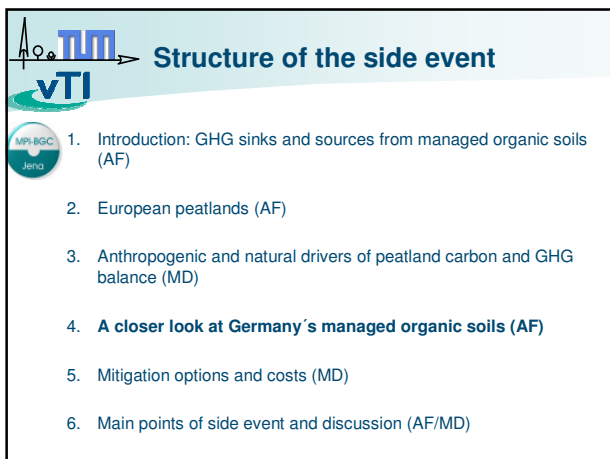 TUM
Structure of the side event
vTI
MPI-BGC
Jena
1. Introduction: GHG sinks and sources from managed organic soils
(AF)
2. European peatlands (AF)
3. Anthropogenic and natural drivers of peatland carbon and GHG
balance (MD)
4. A closer look at Germany´s managed organic soils (AF)
5. Mitigation options and costs (MD)
6. Main points of side event and discussion (AF/MD)